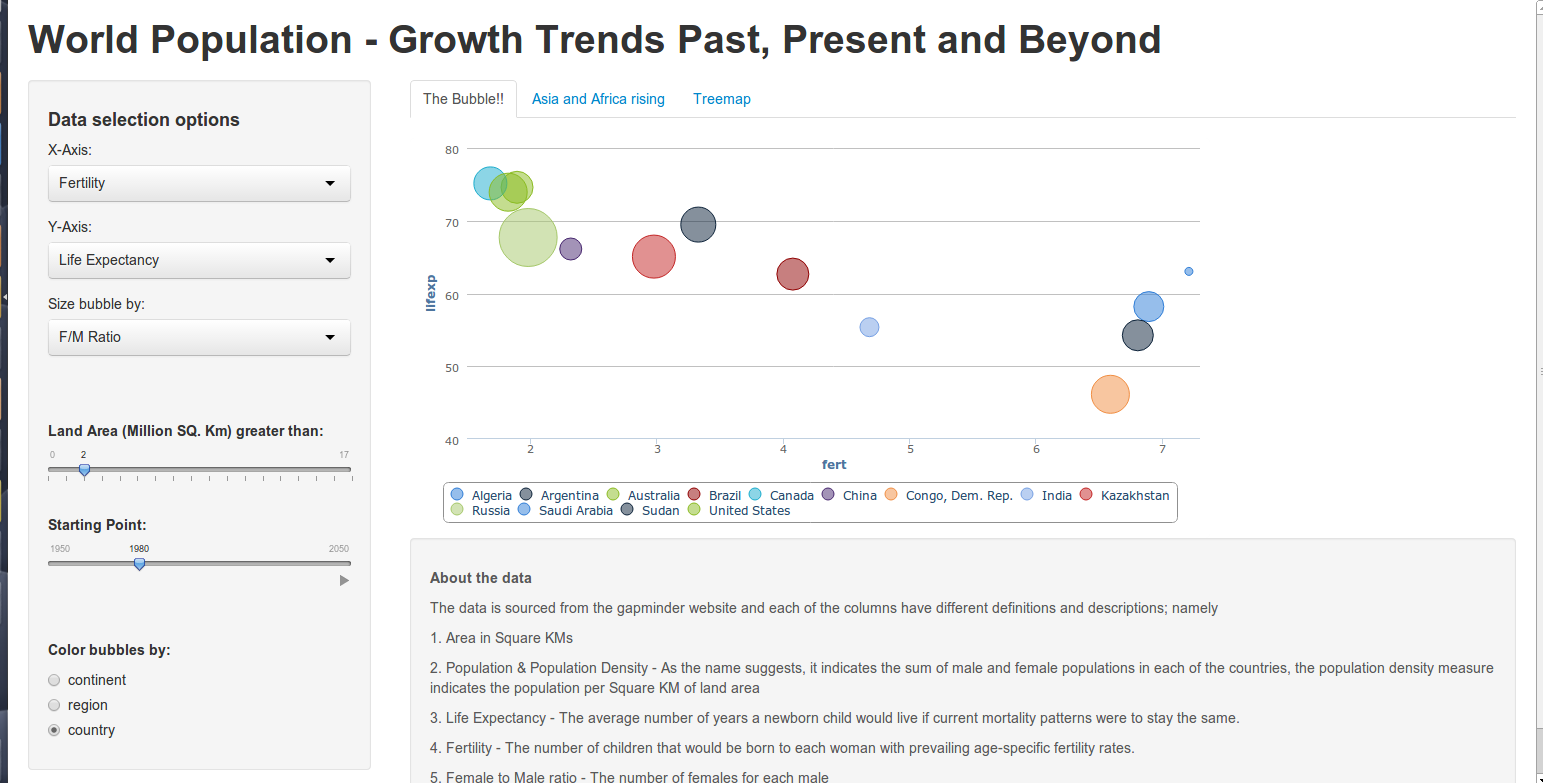 World Population - Growth Trends Past, Present and Beyond
Data selection options
X-Axis:
Fertility
Y-Axis:
Life Expectancy
Size bubble by:
F/M Ratio
Land Area (Million SQ. Km) greater than:
0 2 17
Starting Point:
1950 1980 2050
Color bubbles by:
continent
region
country
The Bubble!! Asia and Africa rising Treemap
80
70
60
50
40
lifexp
2 3 4 5 6 7
fert
Algeria Argentina Australia Brazil Canada China Congo, Dem. Rep. India Kazakhstan
Russia Saudi Arabia Sudan United States
About the data
The data is sourced from the gapminder website and each of the columns have different definitions and descriptions; namely
1. Area in Square KMs
2. Population & Population Density - As the name suggests, it indicates the sum of male and female populations in each of the countries, the population density measure
indicates the population per Square KM of land area
3. Life Expectancy - The average number of years a newborn child would live if current mortality patterns were to stay the same.
4. Fertility - The number of children that would be born to each woman with prevailing age-specific fertility rates.
5. Female to Male ratio - The number of females for each male